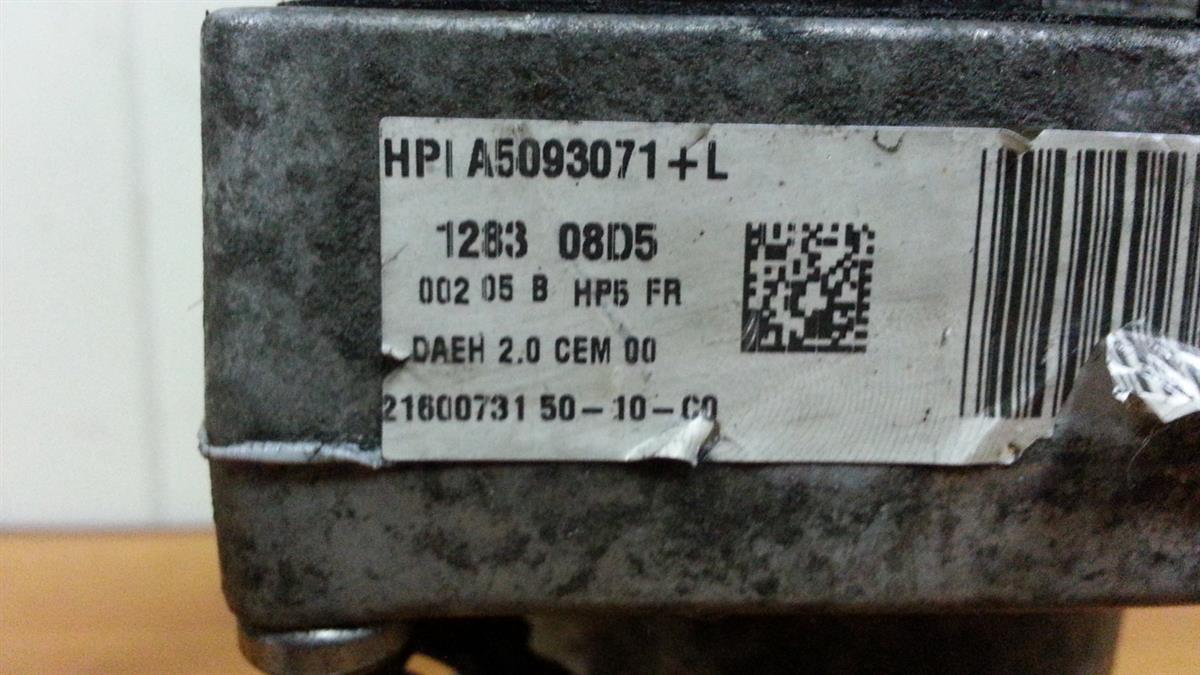 HPI A5093071+L
1283 08D5
002 05 B HP5 FR
DAEH 2.0 CEM 00
21600731 50-10-C0